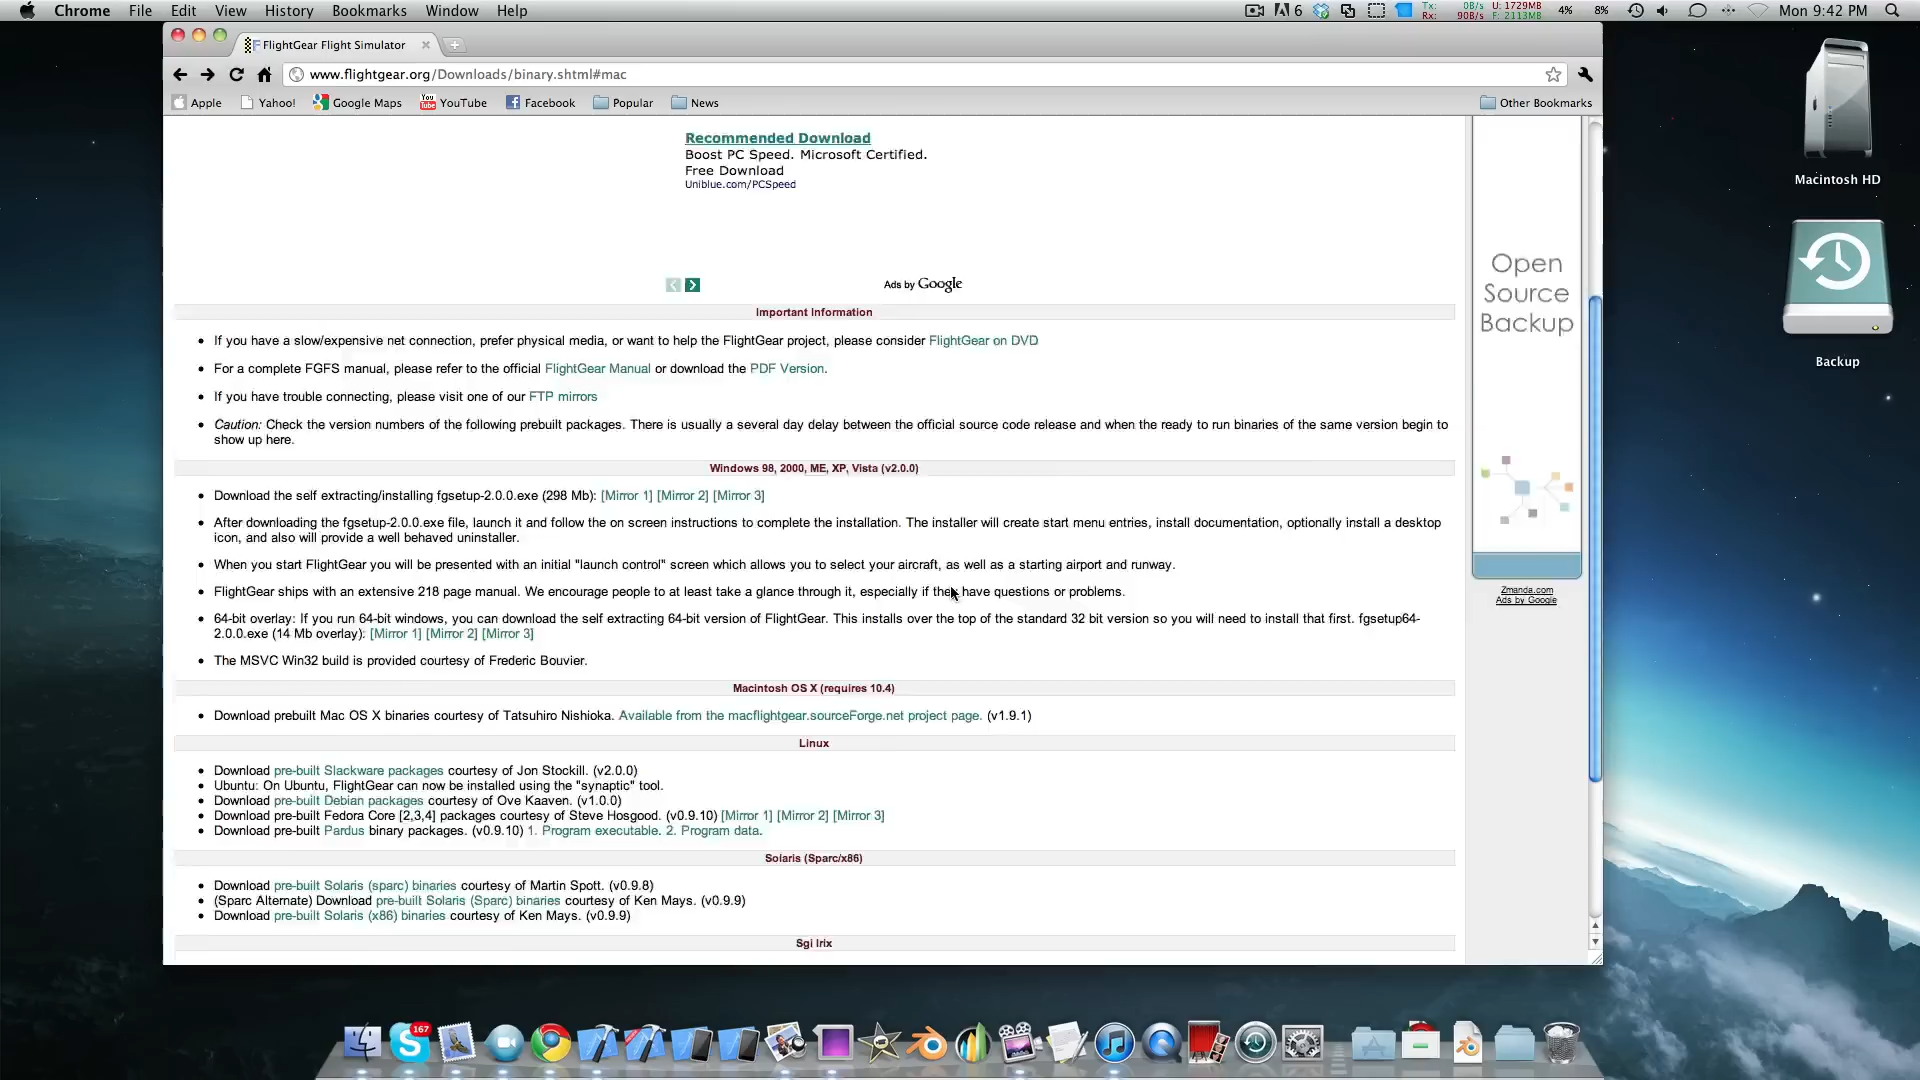 Chrome File Edit View History Bookmarks Window Help
6 Tx: 0B/s U: 1729MB 4% 8% Mon 9:42 PM
Rx: 90B/s F: 2113MB
FlightGear Flight Simulator
www.flightgear.org/Downloads/binary.shtml#mac
Apple Yahoo! Google Maps YouTube Facebook Popular News Other Bookmarks
Recommended Download
Boost PC Speed. Microsoft Certified.
Free Download
Uniblue.com/PCSpeed
Ads by Google
Important Information
If you have a slow/expensive net connection, prefer physical media, or want to help the FlightGear project, please consider FlightGear on DVD
For a complete FGFS manual, please refer to the official FlightGear Manual or download the PDF Version.
If you have trouble connecting, please visit one of our FTP mirrors
Caution: Check the version numbers of the following prebuilt packages. There is usually a several day delay between the official source code release and when the ready to run binaries of the same version begin to
show up here.
Windows 98, 2000, ME, XP, Vista (v2.0.0)
Download the self extracting/installing fgsetup-2.0.0.exe (298 Mb): [Mirror 1] [Mirror 2] [Mirror 3]
After downloading the fgsetup-2.0.0.exe file, launch it and follow the on screen instructions to complete the installation. The installer will create start menu entries, install documentation, optionally install a desktop
icon, and also will provide a well behaved uninstaller.
When you start FlightGear you will be presented with an initial "launch control" screen which allows you to select your aircraft, as well as a starting airport and runway.
FlightGear ships with an extensive 218 page manual. We encourage people to at least take a glance through it, especially if they have questions or problems.
64-bit overlay: If you run 64-bit windows, you can download the self extracting 64-bit version of FlightGear. This installs over the top of the standard 32 bit version so you will need to install that first. fgsetup64-
2.0.0.exe (14 Mb overlay): [Mirror 1] [Mirror 2] [Mirror 3]
The MSVC Win32 build is provided courtesy of Frederic Bouvier.
Macintosh OS X (requires 10.4)
Download prebuilt Mac OS X binaries courtesy of Tatsuhiro Nishioka. Available from the macflightgear.sourceForge.net project page. (v1.9.1)
Linux
Download pre-built Slackware packages courtesy of Jon Stockill. (v2.0.0)
Ubuntu: On Ubuntu, FlightGear can now be installed using the "synaptic" tool.
Download pre-built Debian packages courtesy of Ove Kaaven. (v1.0.0)
Download pre-built Fedora Core [2,3,4] packages courtesy of Steve Hosgood. (v0.9.10) [Mirror 1] [Mirror 2] [Mirror 3]
Download pre-built Pardus binary packages. (v0.9.10) 1. Program executable. 2. Program data.
Solaris (Sparc/x86)
Download pre-built Solaris (sparc) binaries courtesy of Martin Spott. (v0.9.8)
(Sparc Alternate) Download pre-built Solaris (Sparc) binaries courtesy of Ken Mays. (v0.9.9)
Download pre-built Solaris (x86) binaries courtesy of Ken Mays. (v0.9.9)
Sgi Irix
Open
Source
Backup
Zmanda.com
Ads by Google
Macintosh HD
Backup
167